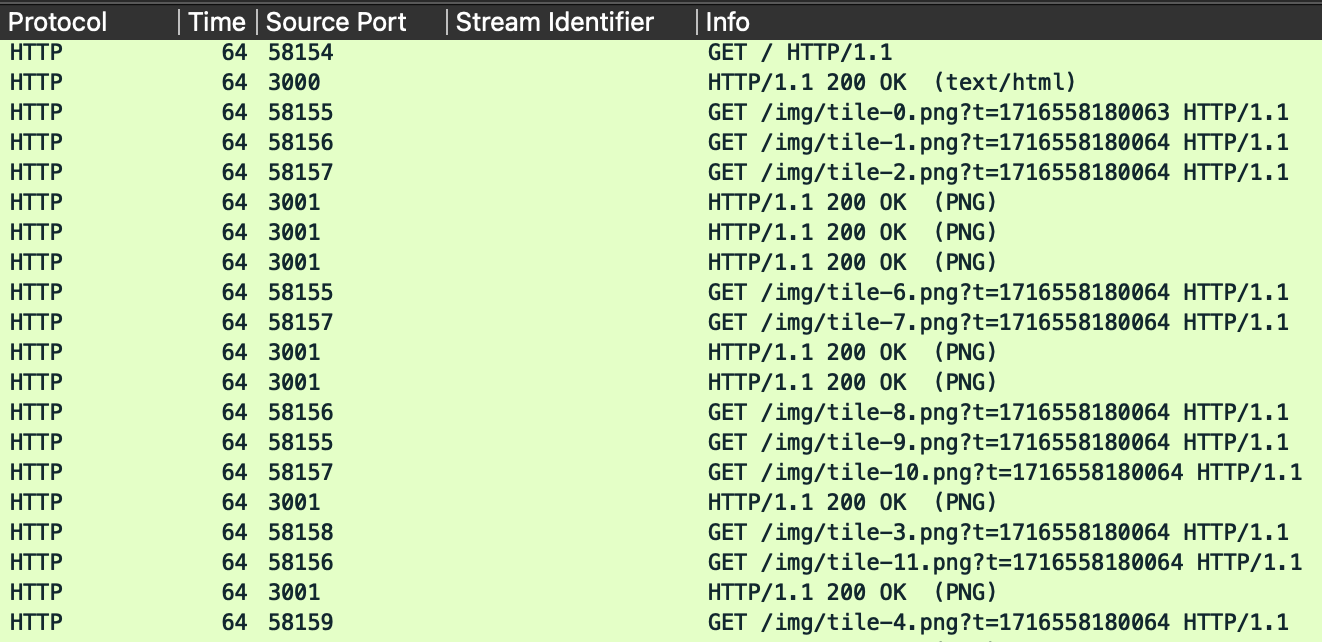 Protocol Time Source Port Stream Identifier Info
HTTP 64 58154 GET / HTTP/1.1
HTTP 64 3000 HTTP/1.1 200 OK (text/html)
HTTP 64 58155 GET /img/tile-0.png?t=1716558180063 HTTP/1.1
HTTP 64 58156 GET /img/tile-1.png?t=1716558180064 HTTP/1.1
HTTP 64 58157 GET /img/tile-2.png?t=1716558180064 HTTP/1.1
HTTP 64 3001 HTTP/1.1 200 OK (PNG)
HTTP 64 3001 HTTP/1.1 200 OK (PNG)
HTTP 64 3001 HTTP/1.1 200 OK (PNG)
HTTP 64 58155 GET /img/tile-6.png?t=1716558180064 HTTP/1.1
HTTP 64 58157 GET /img/tile-7.png?t=1716558180064 HTTP/1.1
HTTP 64 3001 HTTP/1.1 200 OK (PNG)
HTTP 64 3001 HTTP/1.1 200 OK (PNG)
HTTP 64 58156 GET /img/tile-8.png?t=1716558180064 HTTP/1.1
HTTP 64 58155 GET /img/tile-9.png?t=1716558180064 HTTP/1.1
HTTP 64 58157 GET /img/tile-10.png?t=1716558180064 HTTP/1.1
HTTP 64 3001 HTTP/1.1 200 OK (PNG)
HTTP 64 58158 GET /img/tile-3.png?t=1716558180064 HTTP/1.1
HTTP 64 58156 GET /img/tile-11.png?t=1716558180064 HTTP/1.1
HTTP 64 3001 HTTP/1.1 200 OK (PNG)
HTTP 64 58159 GET /img/tile-4.png?t=1716558180064 HTTP/1.1